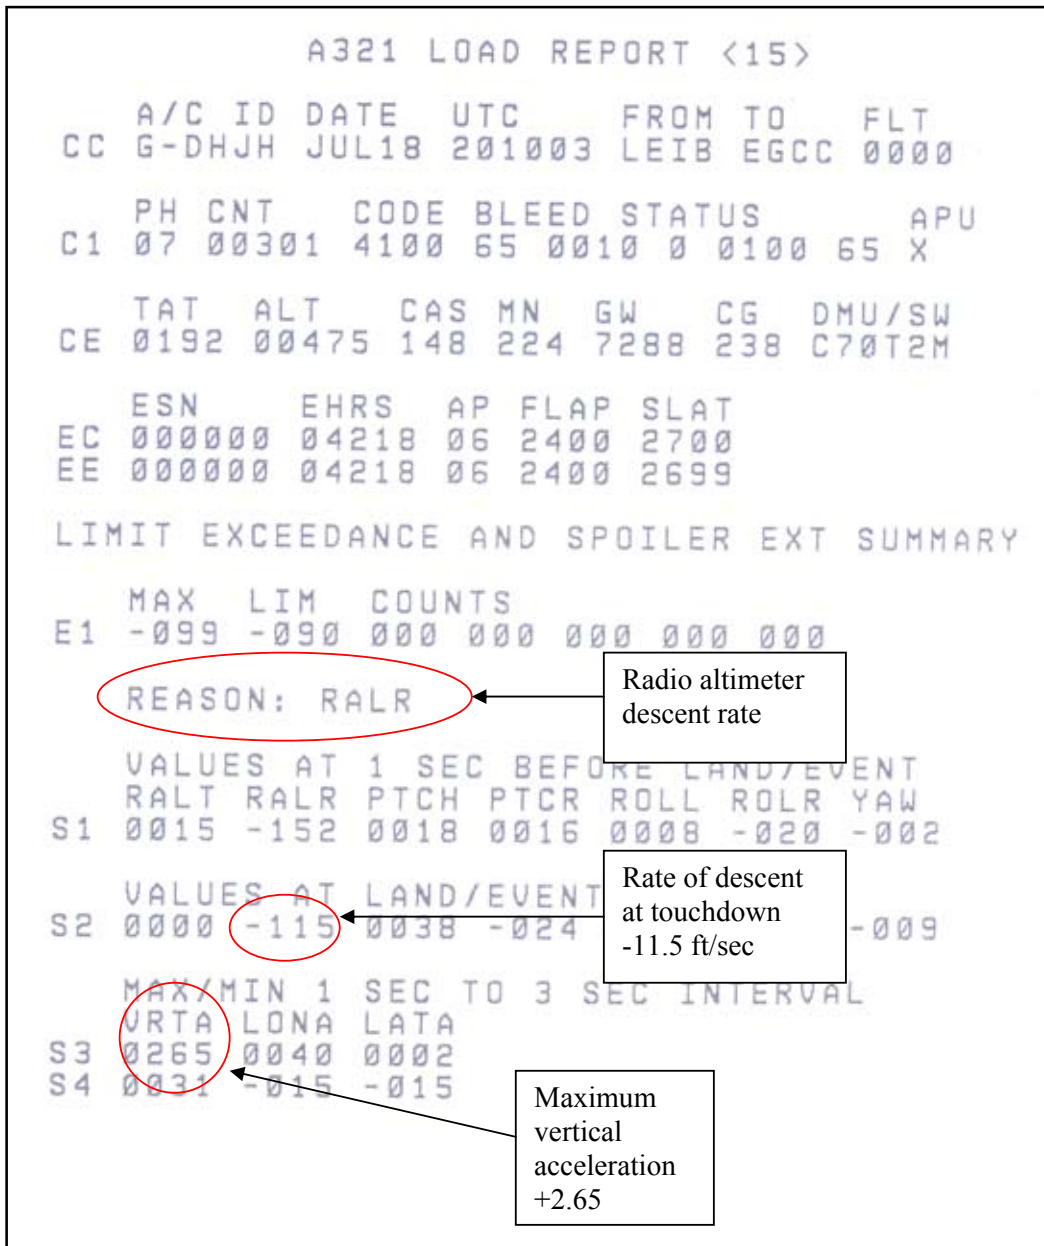 A321 LOAD REPORT <15>
A/C ID DATE UTC FROM TO FLT
CC G-DHJH JUL18 201003 LEIB EGCC 0000
PH CNT CODE BLEED STATUS APU
C1 07 00301 4100 65 0010 0 0100 65 X
TAT ALT CAS MN GW CG DMU/SW
CE 0192 00475 148 224 7288 238 C70T2M
ESN EHRS AP FLAP SLAT
EC 000000 04218 06 2400 2700
EE 000000 04218 06 2400 2699
LIMIT EXCEEDANCE AND SPOILER EXT SUMMARY
MAX LIM COUNTS
E1 -099 -090 000 000 000 000 000
REASON: RALR
Radio altimeter
descent rate
VALUES AT 1 SEC BEFORE LAND/EVENT
RALT RALR PTCH PTCR ROLL ROLR YAW
S1 0015 -152 0018 0016 0008 -020 -002
VALUES AT LAND/EVENT
S2 0000 -115 0038 -024 -009
Rate of descent
at touchdown
-11.5 ft/sec
MAX/MIN 1 SEC TO 3 SEC INTERVAL
VRTA LONA LATA
S3 0265 0040 0002
S4 0031 -015 -015
Maximum
vertical
acceleration
+2.65